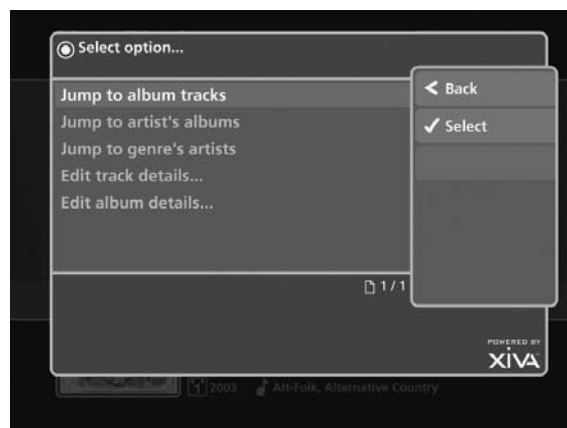 Select option...
Jump to album tracks
Jump to artist's albums
Jump to genre's artists
Edit track details...
Edit album details...
< Back
✓ Select
1 / 1
POWERED BY
XiVA
1 2003 Alt-Folk, Alternative Country